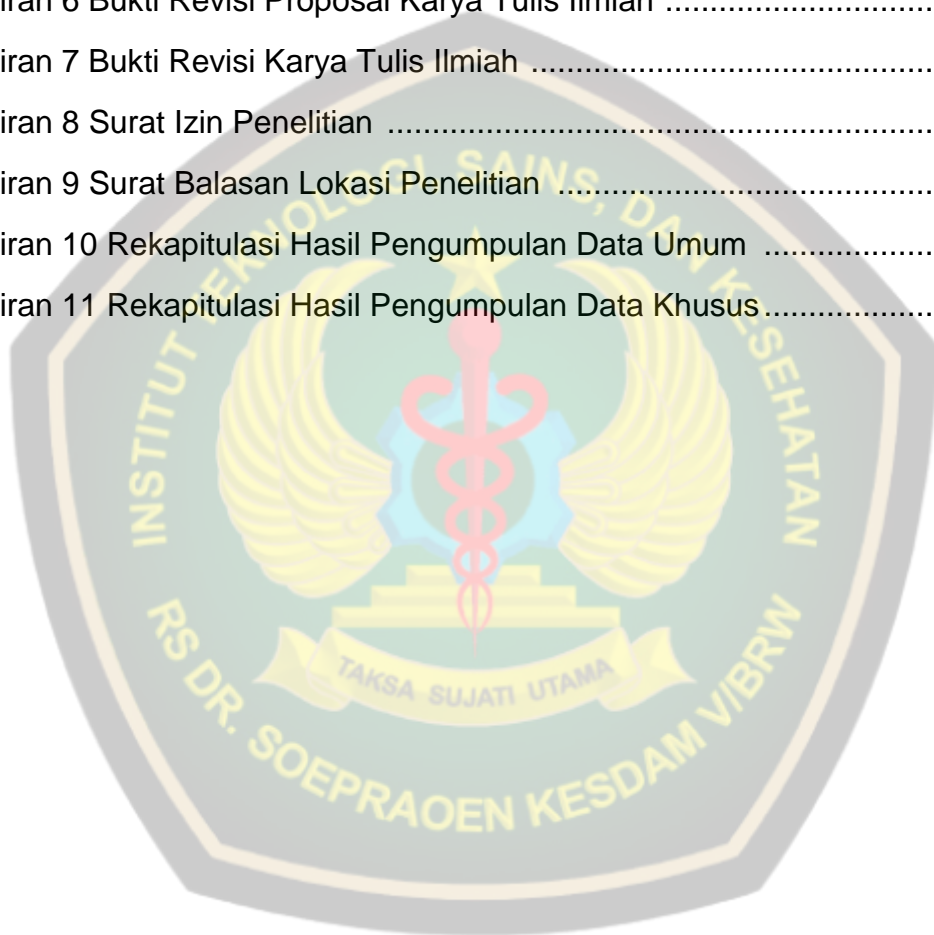 iran 6 Bukti Revisi Proposal Karya Tulis Ilmiah ..............................
iran 7 Bukti Revisi Karya Tulis Ilmiah .............................................
iran 8 Surat Izin Penelitian .............................................................
iran 9 Surat Balasan Lokasi Penelitian ..........................................
iran 10 Rekapitulasi Hasil Pengumpulan Data Umum ...................
iran 11 Rekapitulasi Hasil Pengumpulan Data Khusus...................
INSTITUT TEKNOLOGI, SAINS, DAN KESEHATAN
TAKSA SUJATI UTAMA
RS DR. SOEPRAOEN KESDAM V/BRW